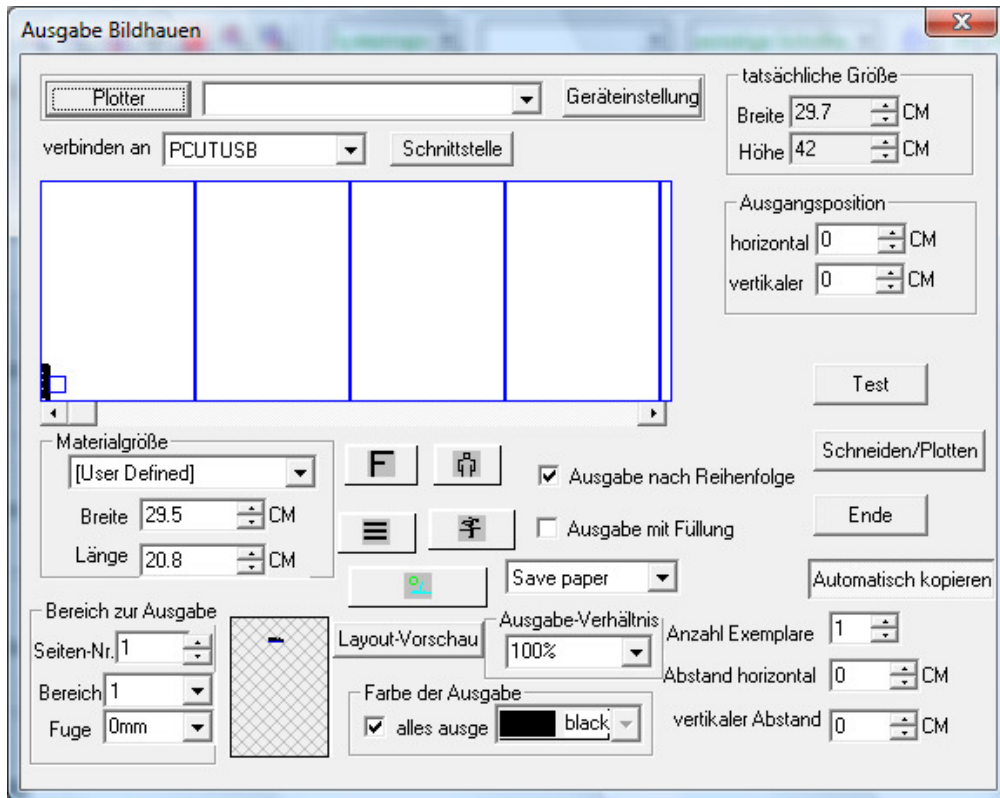 Ausgabe Bildhauen
Plotter
Geräteinstellung
verbinden an PCUTUSB Schnittstelle
tatsächliche Größe
Breite 29.7 CM
Höhe 42 CM
Ausgangsposition
horizontal 0 CM
vertikaler 0 CM
Test
Schneiden/Plotten
Ende
Automatisch kopieren
Materialgröße
[User Defined]
Breite 29.5 CM
Länge 20.8 CM
F
Ausgabe nach Reihenfolge
Ausgabe mit Füllung
Save paper
Bereich zur Ausgabe
Seiten-Nr. 1
Bereich 1
Fuge 0mm
Layout-Vorschau
Ausgabe-Verhältnis
100%
Farbe der Ausgabe
alles ausge black
Anzahl Exemplare 1
Abstand horizontal 0 CM
vertikaler Abstand 0 CM